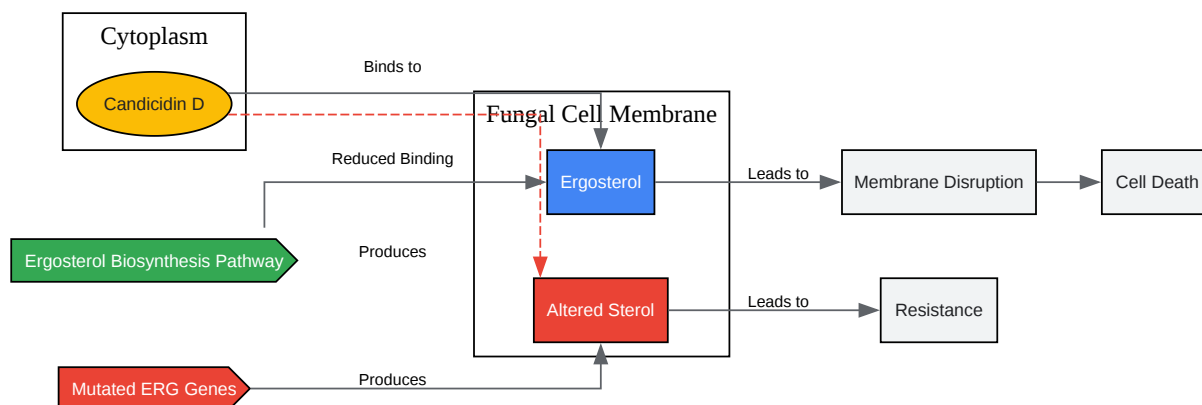 Cytoplasm
Candicidin D
Binds to
Fungal Cell Membrane
Reduced Binding
Ergosterol
Leads to
Membrane Disruption
Cell Death
Ergosterol Biosynthesis Pathway
Produces
Altered Sterol
Leads to
Resistance
Mutated ERG Genes
Produces